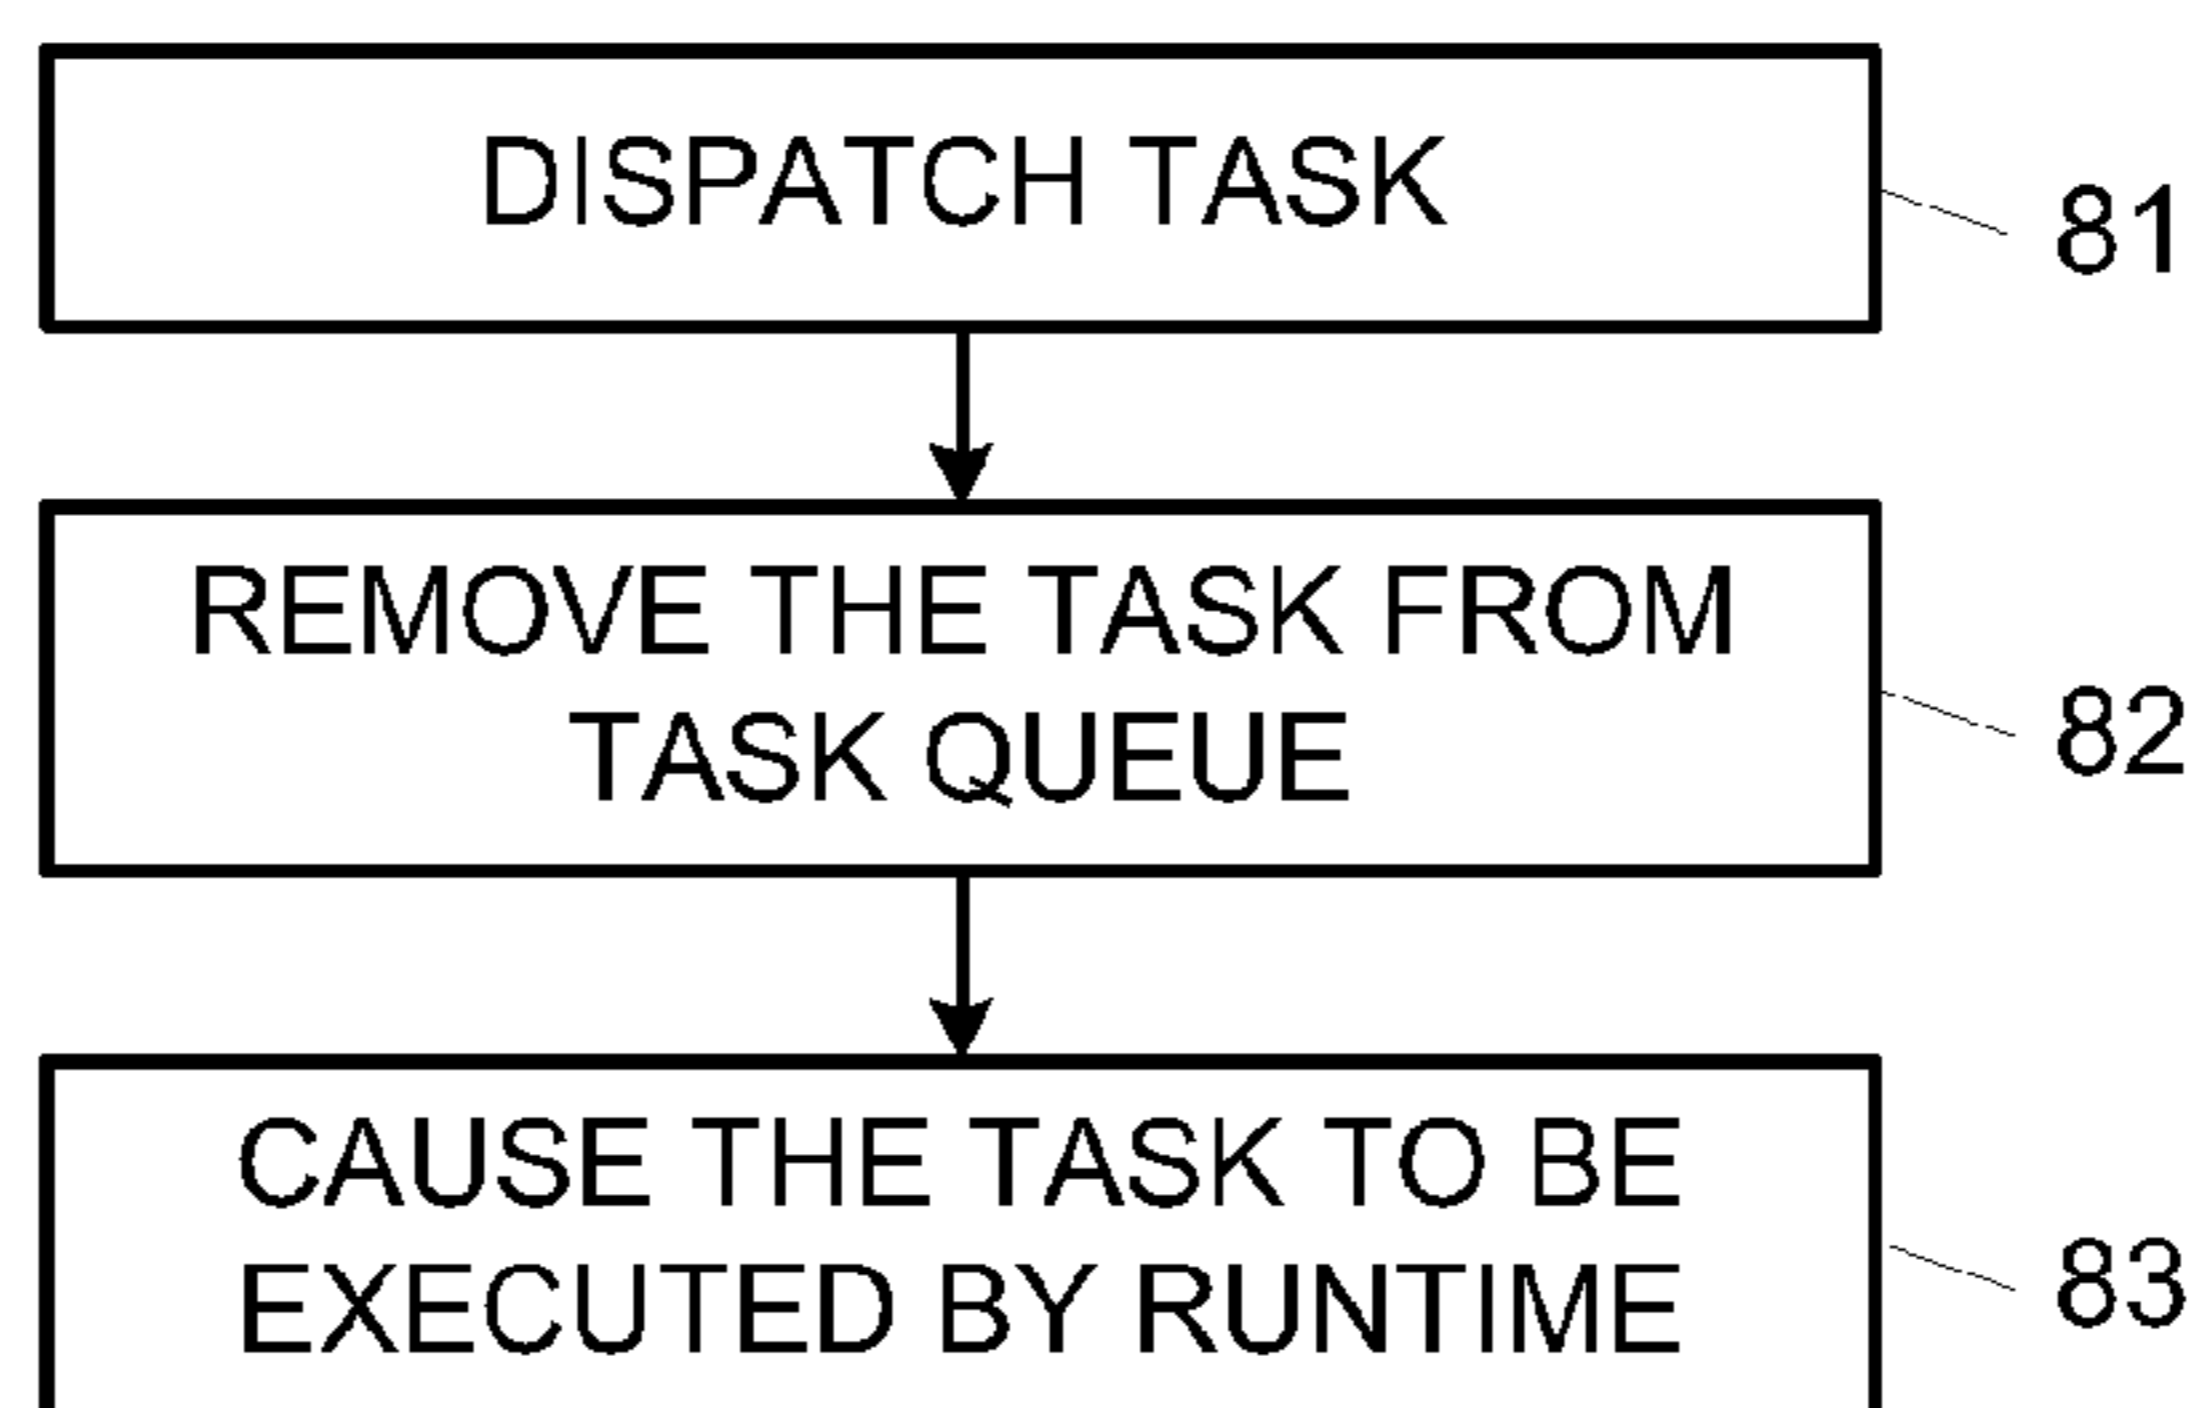 DISPATCH TASK
81
REMOVE THE TASK FROM
TASK QUEUE
82
CAUSE THE TASK TO BE
EXECUTED BY RUNTIME
83